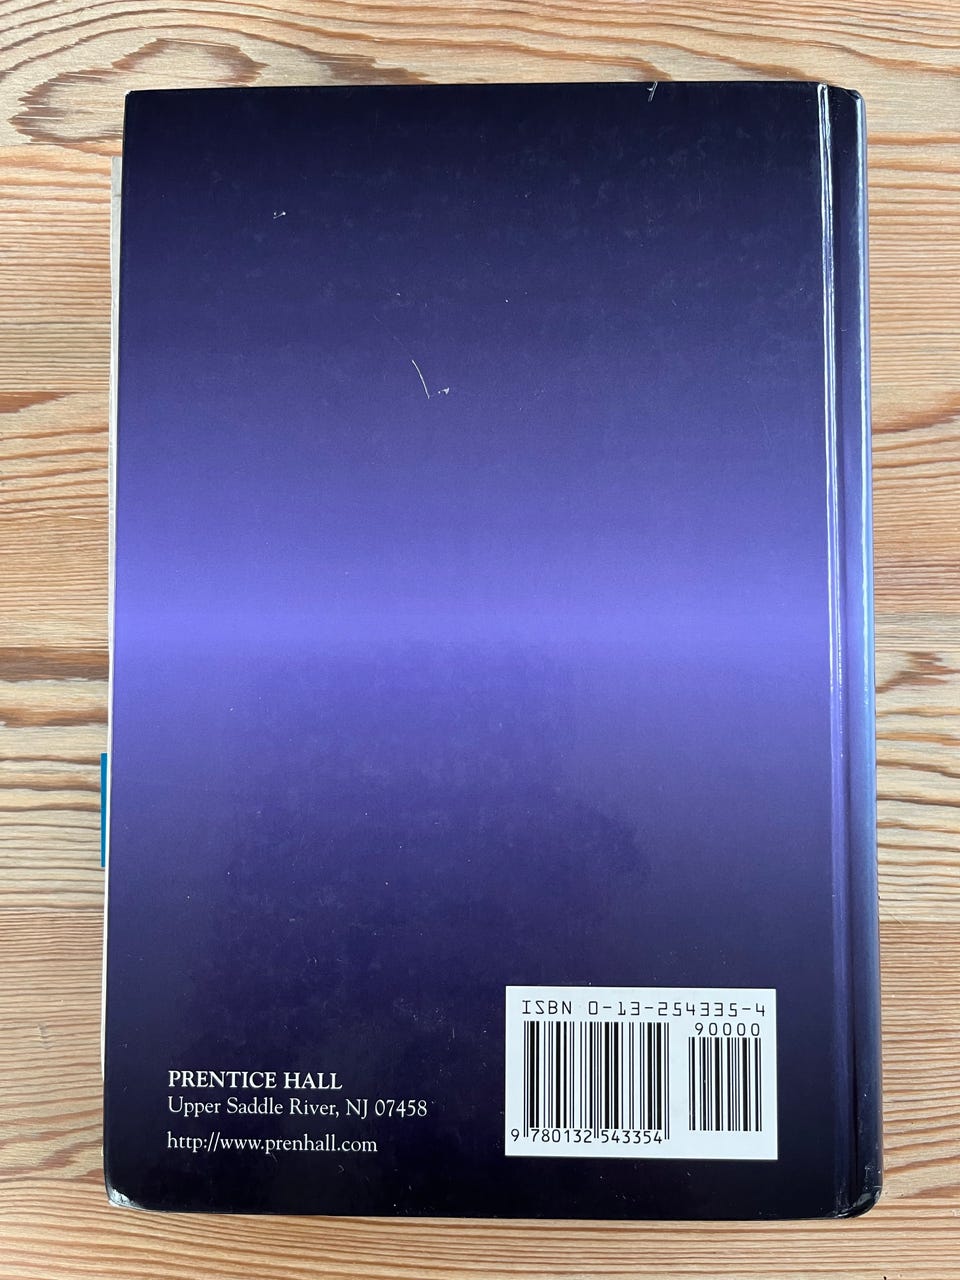 PRENTICE HALL
Upper Saddle River, NJ 07458
http://www.prenhall.com
ISBN 0-13-254335-4
90000
9 780132 543354